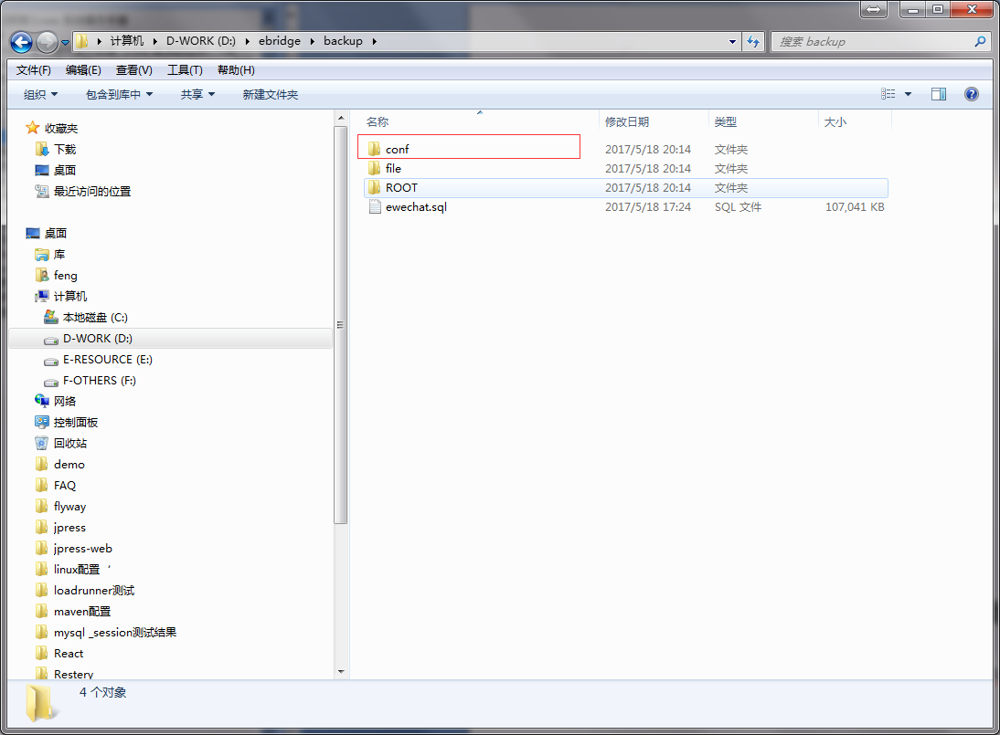 计算机 D-WORK (D:) ebridge backup 搜索 backup
文件(F) 编辑(E) 查看(V) 工具(T) 帮助(H)
组织 包含到库中 共享 新建文件夹
收藏夹
下载
桌面
最近访问的位置
桌面
库
feng
计算机
本地磁盘 (C:)
D-WORK (D:)
E-RESOURCE (E:)
F-OTHERS (F:)
网络
控制面板
回收站
demo
FAQ
flyway
jpress
jpress-web
linux配置 ‘
loadrunner测试
maven配置
mysql _session测试结果
React
Restery
名称 修改日期 类型 大小
conf 2017/5/18 20:14 文件夹
file 2017/5/18 20:14 文件夹
ROOT 2017/5/18 20:14 文件夹
ewechat.sql 2017/5/18 17:24 SQL 文件 107,041 KB
4 个对象